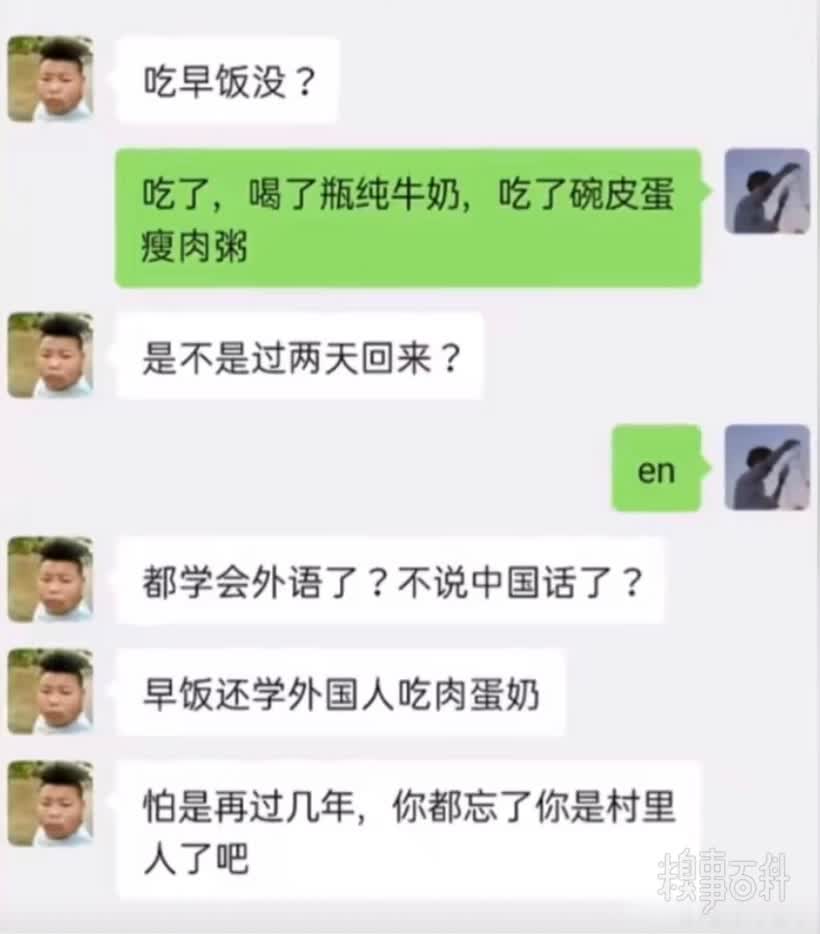 吃早饭没？
吃了，喝了瓶纯牛奶，吃了碗皮蛋
瘦肉粥
是不是过两天回来？
en
都学会外语了？不说中国话了？
早饭还学外国人吃肉蛋奶
怕是再过几年，你都忘了你是村里
人了吧
糗事百科